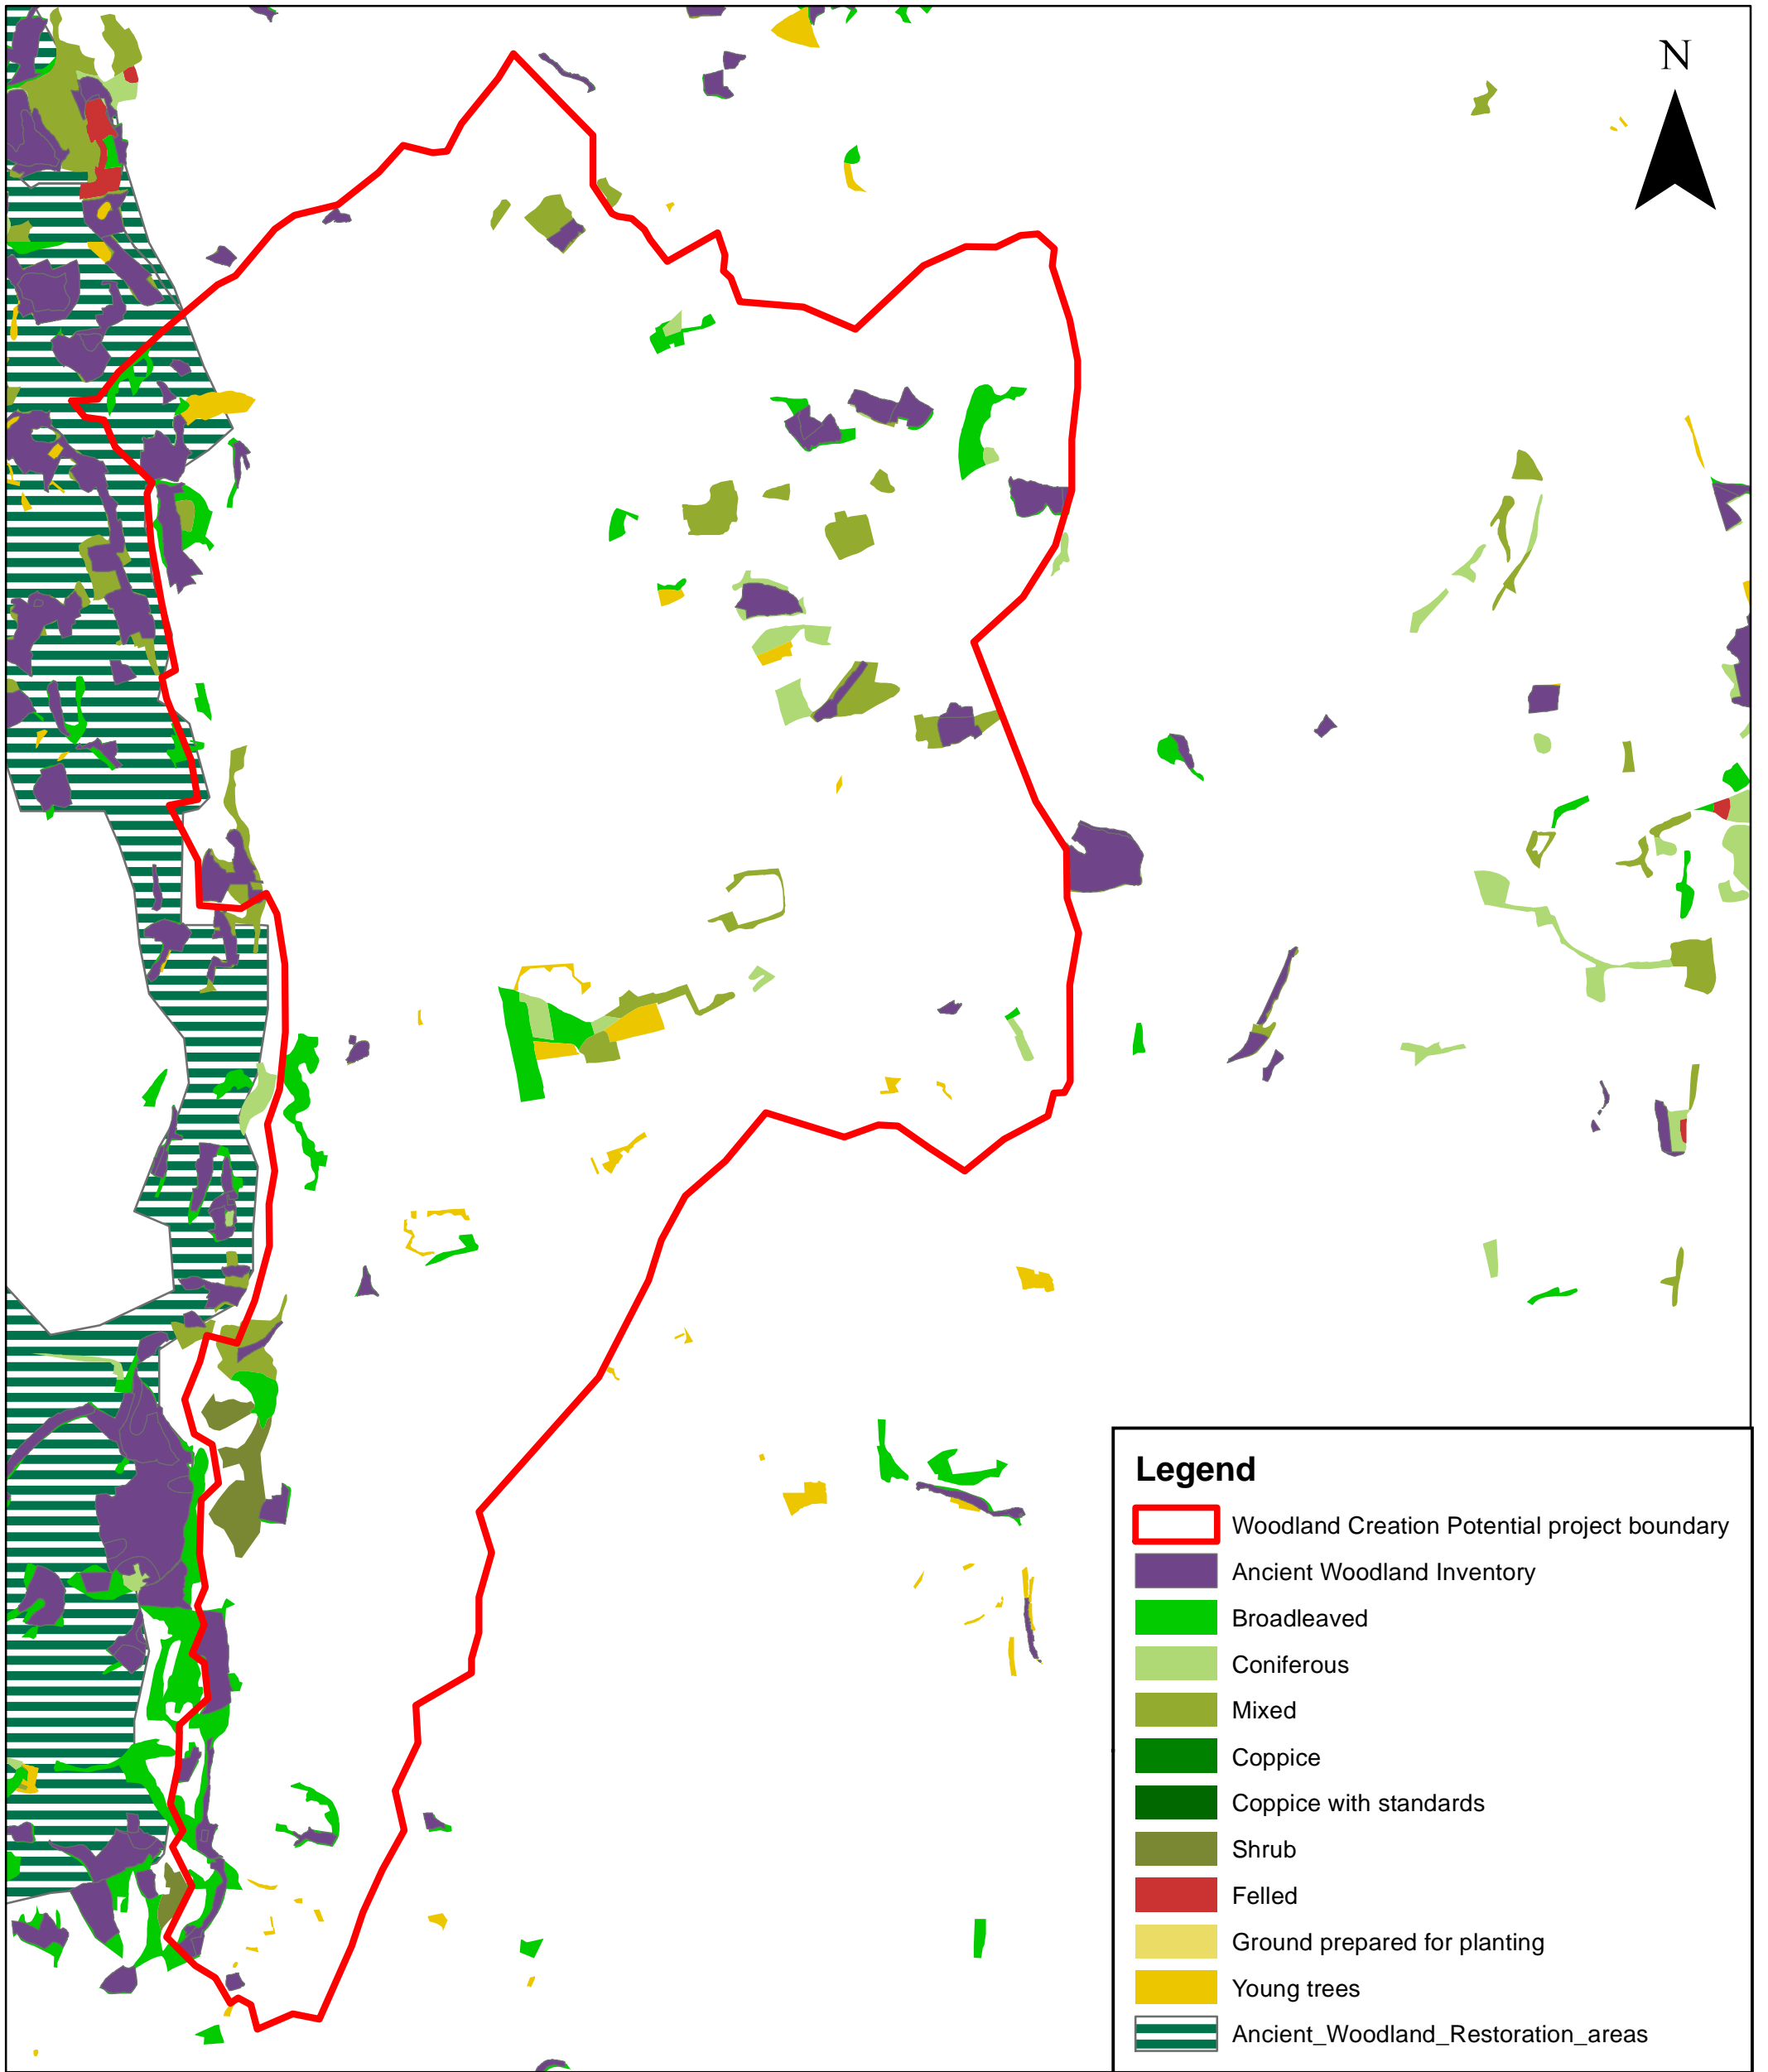 N
Legend
Woodland Creation Potential project boundary
Ancient Woodland Inventory
Broadleaved
Coniferous
Mixed
Coppice
Coppice with standards
Shrub
Felled
Ground prepared for planting
Young trees
Ancient_Woodland_Restoration_areas